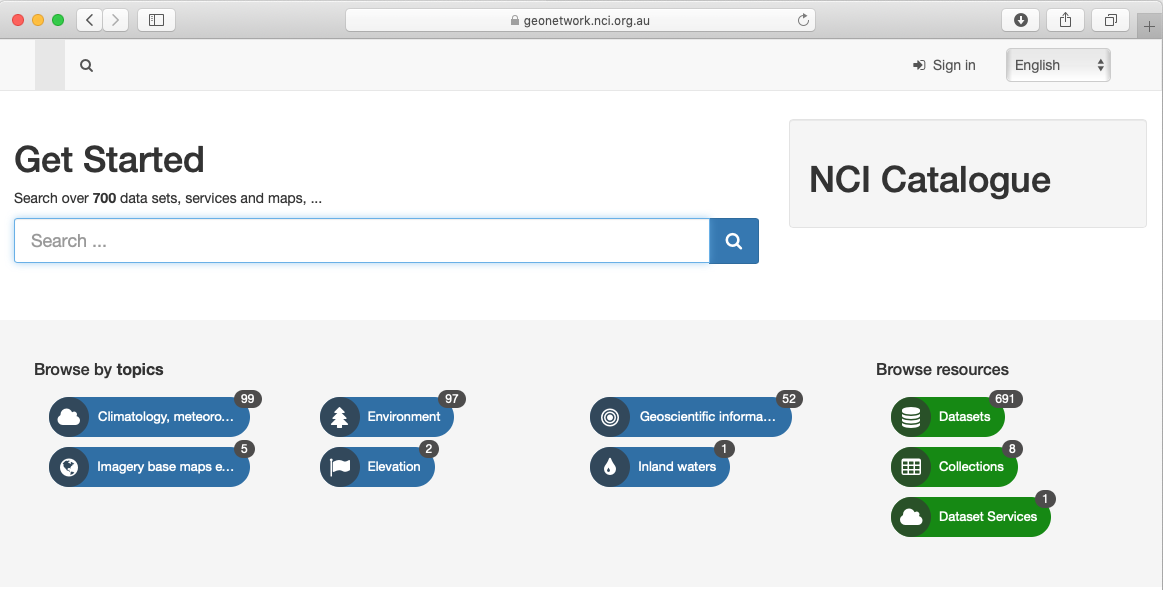 geonetwork.nci.org.au
Sign in
English
Get Started
NCI Catalogue
Search over 700 data sets, services and maps, ...
Search ...
Browse by topics
Browse resources
Climatology, meteoro... 99
Environment 97
Geoscientific informa... 52
Datasets 691
Imagery base maps e... 5
Elevation 2
Inland waters 1
Collections 8
Dataset Services 1